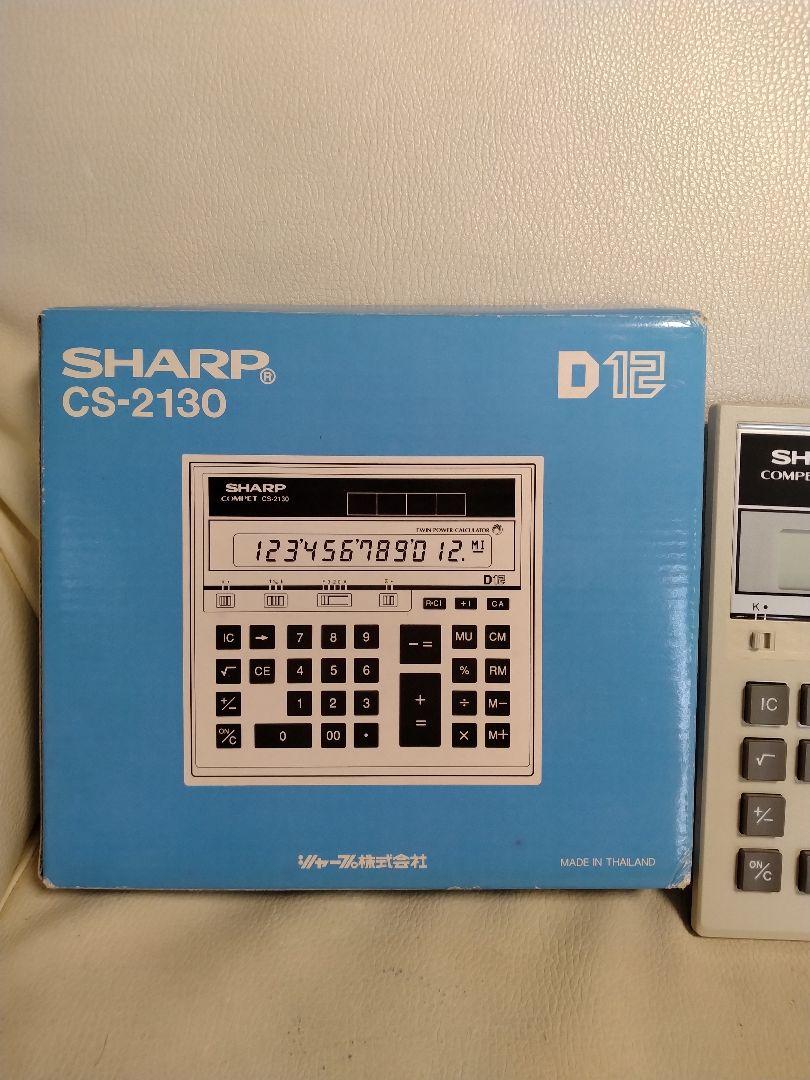 SHARP®
CS-2130
D12
SHARP
COMPET CS-2130
TWIN POWER CALCULATOR
123'456'789'012. MI
D12
R•CI +I CA
IC → 7 8 9 -= MU CM
√ CE 4 5 6 % RM
+/- 1 2 3 + = ÷ M-
ON/C 0 00 • × M+
シャープ株式会社
MADE IN THAILAND
SH
COMPE
K •
IC
√
+/-
ON/C